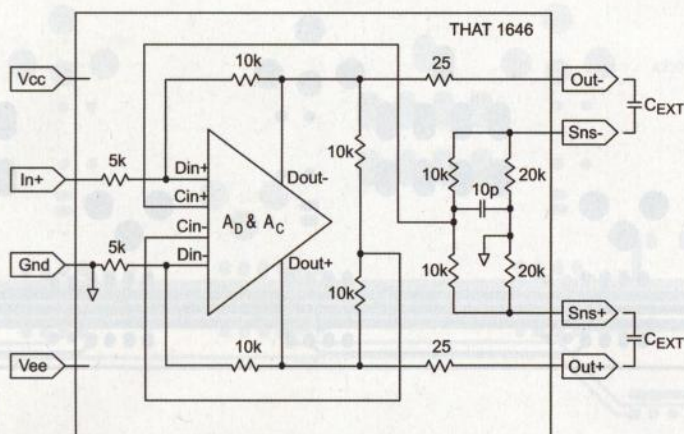 THAT 1646
Vcc
10k
10k
25
Out-
CEXT
Sns-
In+
5k
Din+
Cin+
Cin-
Din-
AD & AC
Dout-
Dout+
10k
10p
20k
Gnd
5k
10k
10k
20k
Sns+
CEXT
10k
25
Out+
Vee